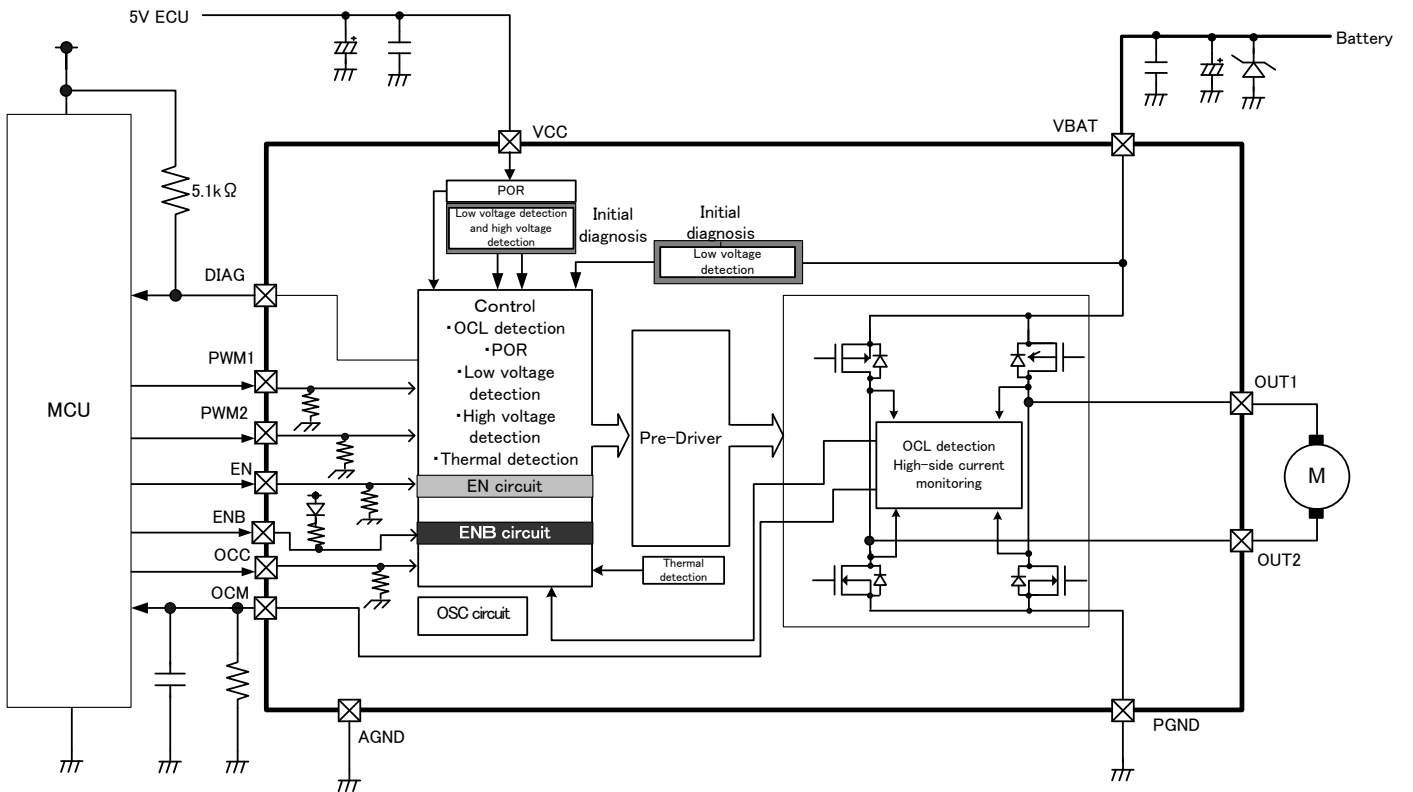 5V ECU
Battery
VCC
VBAT
5.1kΩ
POR
Low voltage detection
and high voltage
detection
Initial
diagnosis
Initial
diagnosis
Low voltage
detection
DIAG
PWM1
PWM2
EN
ENB
OCC
OCM
MCU
Control
・OCL detection
・POR
・Low voltage
detection
・High voltage
detection
・Thermal detection
EN circuit
ENB circuit
OSC circuit
Pre-Driver
Thermal
detection
OCL detection
High-side current
monitoring
OUT1
M
OUT2
AGND
PGND